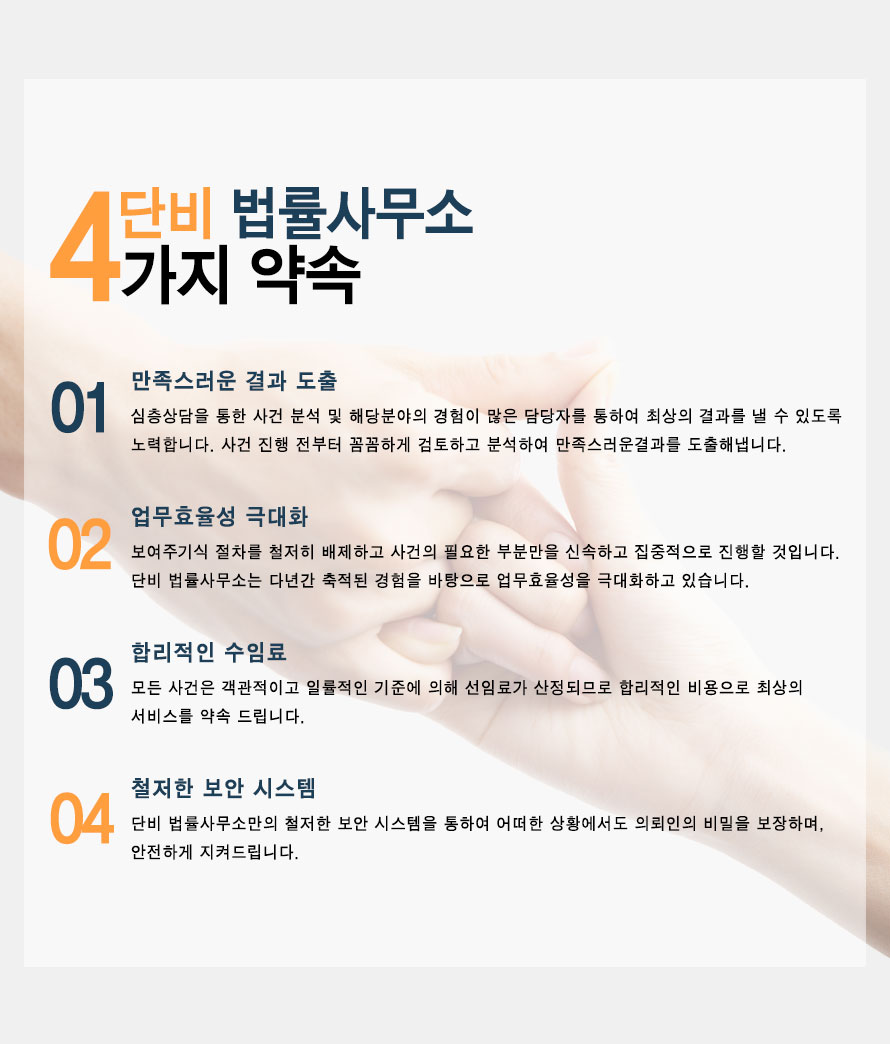 단비 법률사무소
4가지 약속
01
만족스러운 결과 도출
심층상담을 통한 사건 분석 및 해당분야의 경험이 많은 담당자를 통하여 최상의 결과를 낼 수 있도록
노력합니다. 사건 진행 전부터 꼼꼼하게 검토하고 분석하여 만족스러운결과를 도출해냅니다.
02
업무효율성 극대화
보여주기식 절차를 철저히 배제하고 사건의 필요한 부분만을 신속하고 집중적으로 진행할 것입니다.
단비 법률사무소는 다년간 축적된 경험을 바탕으로 업무효율성을 극대화하고 있습니다.
03
합리적인 수임료
모든 사건은 객관적이고 일률적인 기준에 의해 선임료가 산정되므로 합리적인 비용으로 최상의
서비스를 약속 드립니다.
04
철저한 보안 시스템
단비 법률사무소만의 철저한 보안 시스템을 통하여 어떠한 상황에서도 의뢰인의 비밀을 보장하며,
안전하게 지켜드립니다.